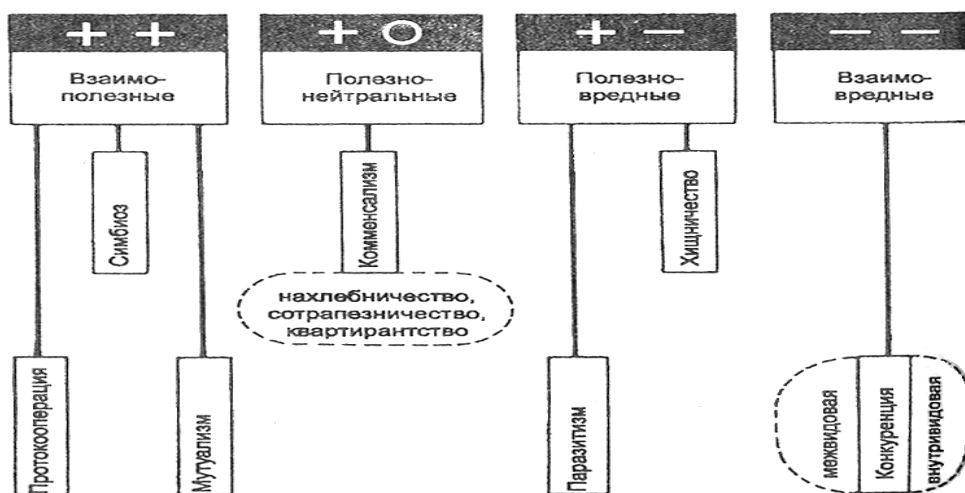 + +
Взаимо-
полезные
Симбиоз
Протокооперация
Мутуализм
+ O
Полезно-
нейтральные
Комменсализм
нахлебничество,
сотрапезничество,
квартирантство
+ −
Полезно-
вредные
Хищничество
Паразитизм
− −
Взаимо-
вредные
межвидовая
Конкуренция
внутривидовая